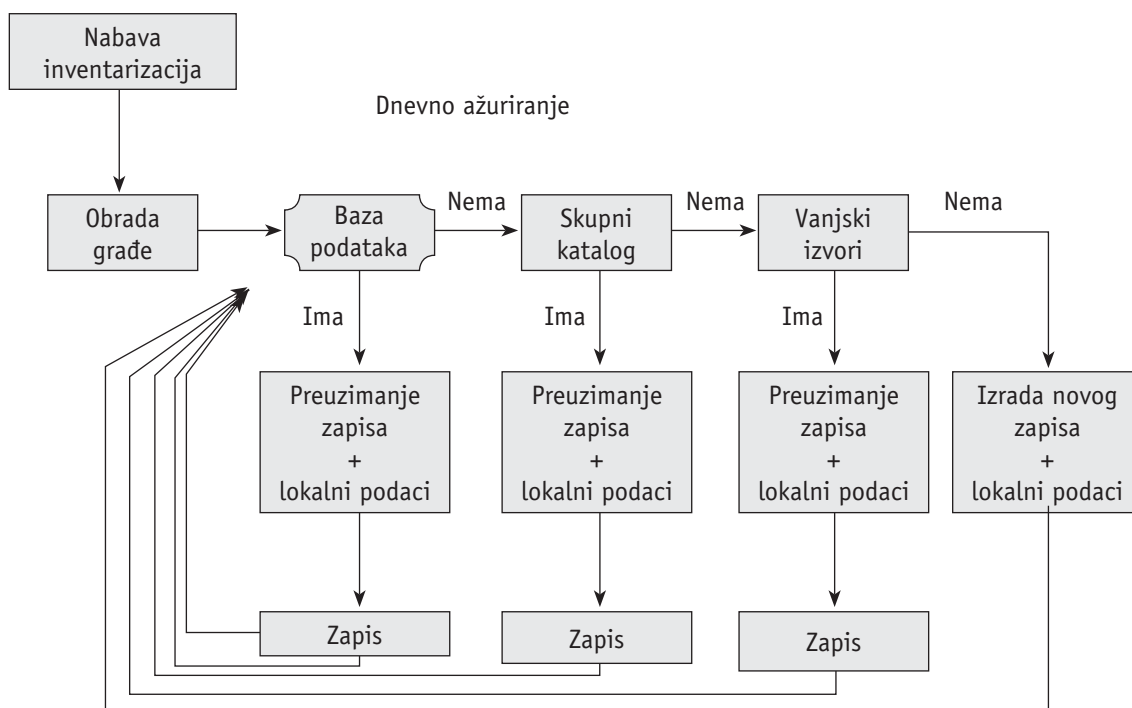 Nabava
inventarizacija
Dnevno ažuriranje
Obrada
građe
Baza
podataka
Nema
Skupni
katalog
Nema
Vanjski
izvori
Nema
Ima
Ima
Ima
Preuzimanje
zapisa
+
lokalni podaci
Preuzimanje
zapisa
+
lokalni podaci
Preuzimanje
zapisa
+
lokalni podaci
Izrada novog
zapisa
+
lokalni podaci
Zapis
Zapis
Zapis